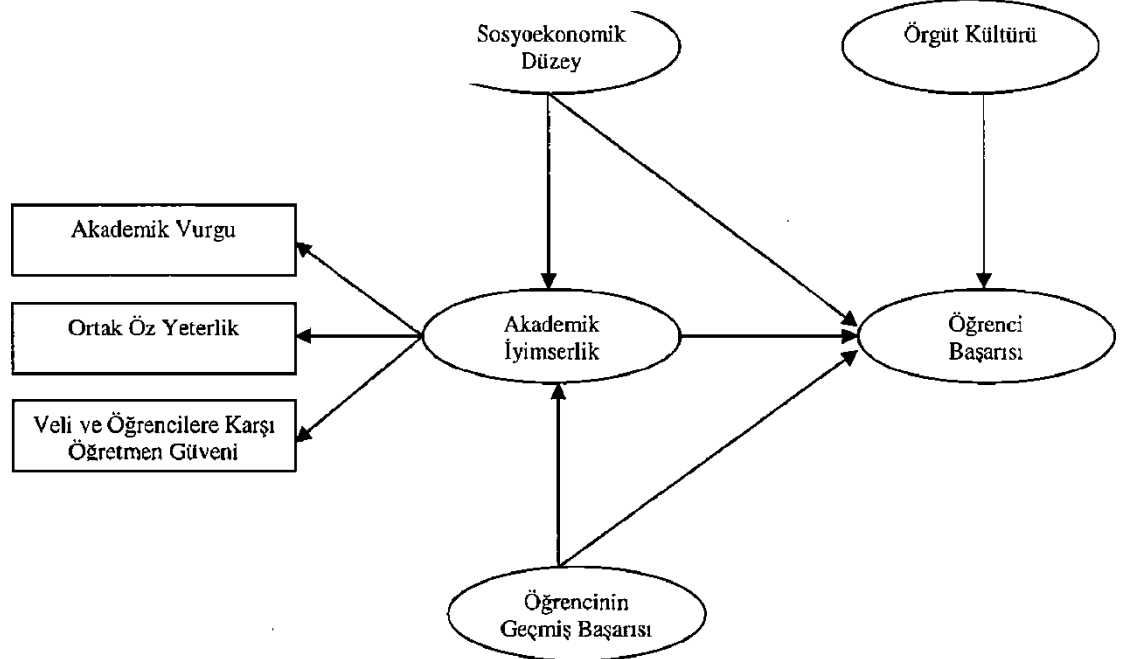 Sosyoekonomik
Düzey
Örgüt Kültürü
Akademik Vurgu
Ortak Öz Yeterlik
Veli ve Öğrencilere Karşı
Öğretmen Güveni
Akademik
İyimserlik
Öğrenci
Başarısı
Öğrencinin
Geçmiş Başarısı